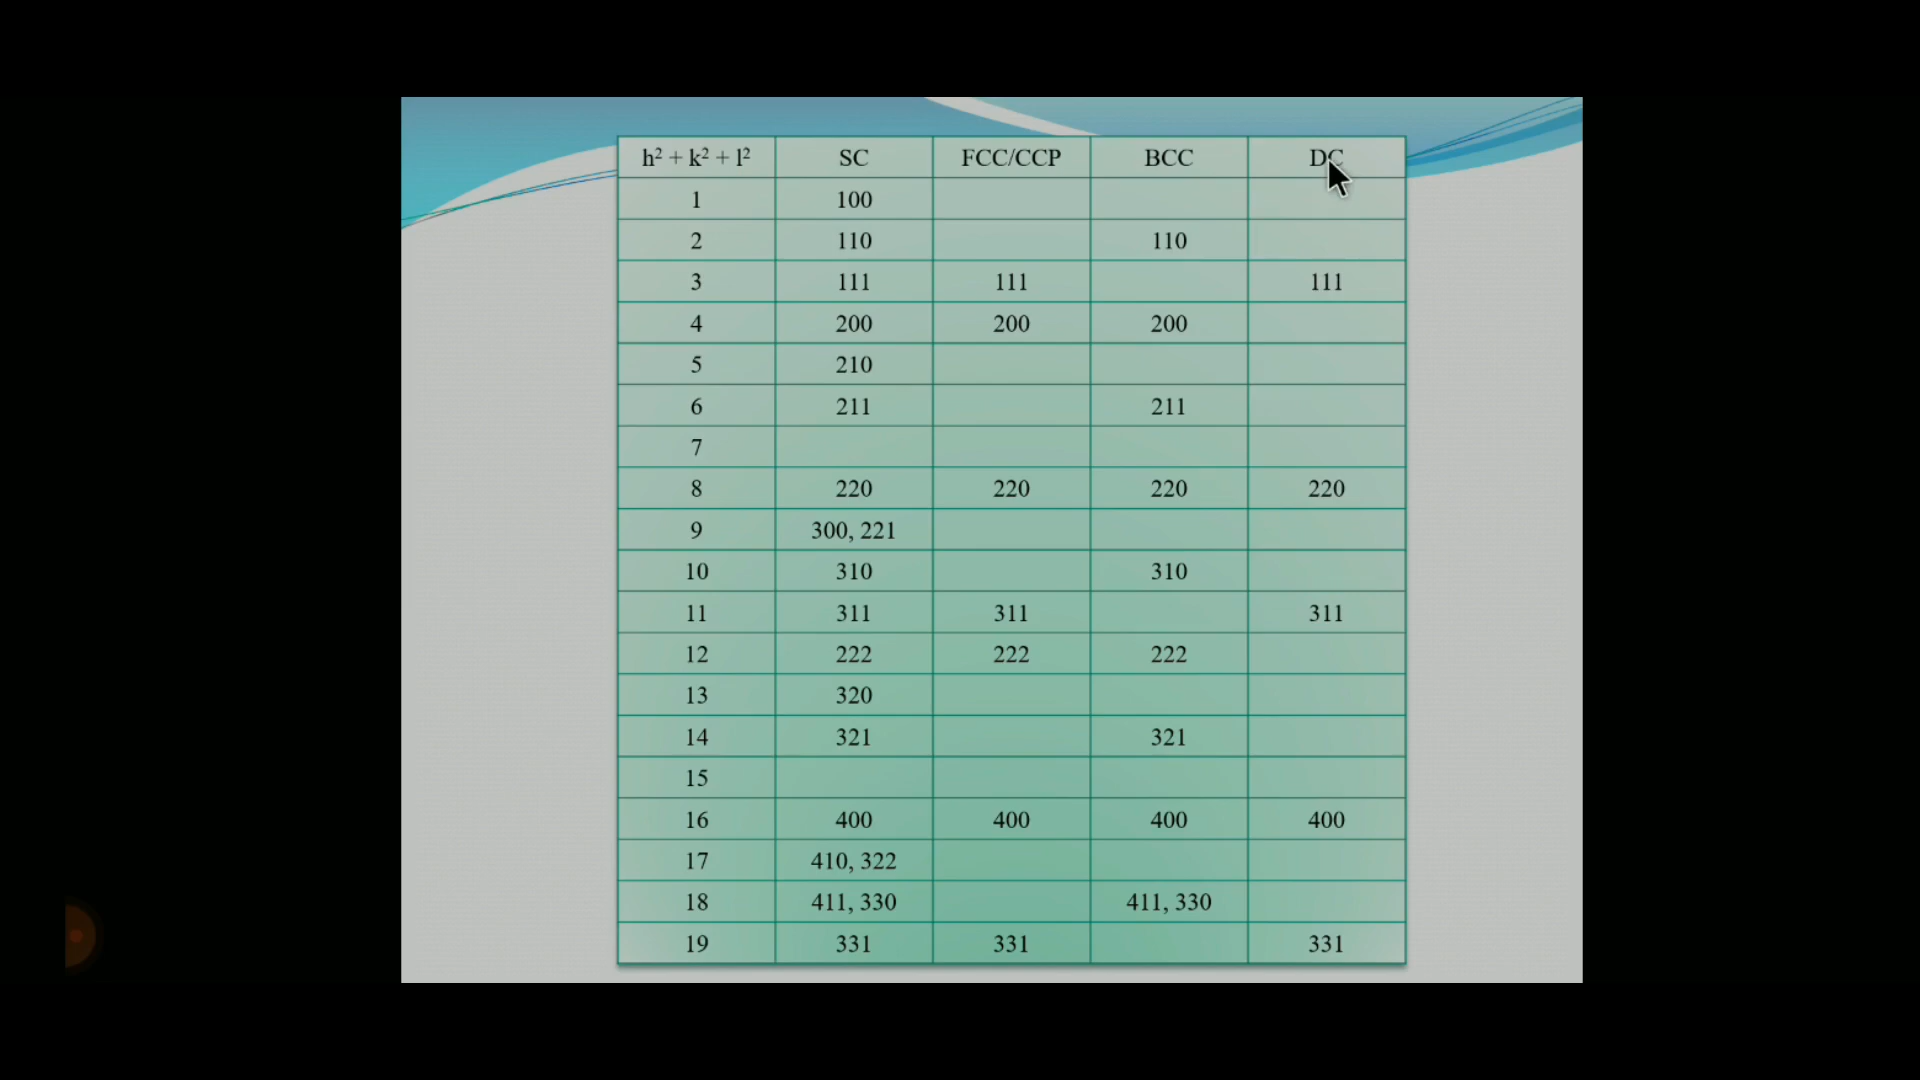 h² + k² + l² SC FCC/CCP BCC DC
1 100
2 110 110
3 111 111 111
4 200 200 200
5 210
6 211 211
7
8 220 220 220 220
9 300, 221
10 310 310
11 311 311 311
12 222 222 222
13 320
14 321 321
15
16 400 400 400 400
17 410, 322
18 411, 330 411, 330
19 331 331 331